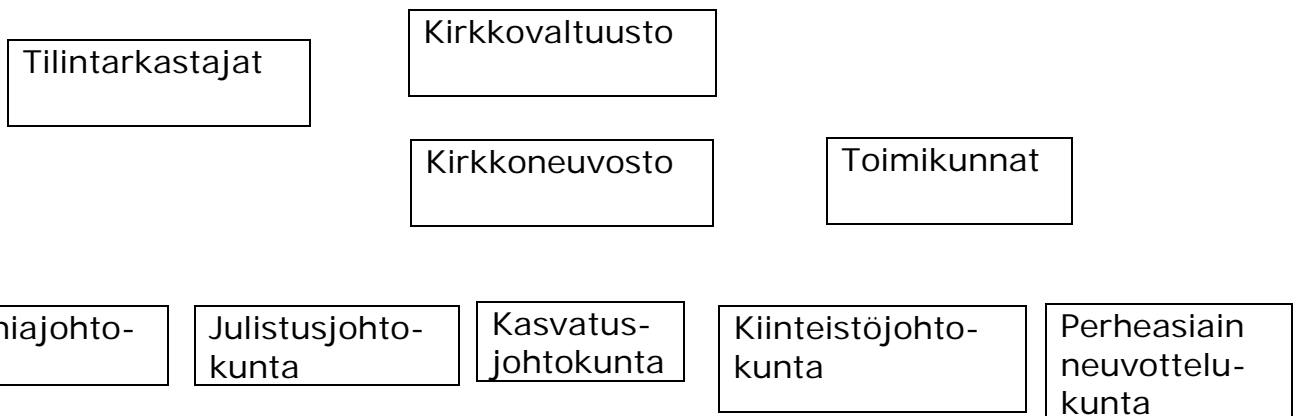 Kirkkovaltuusto
Tilintarkastajat
Kirkkoneuvosto
Toimikunnat
Julistusjohto-
kunta
Kasvatus-
johtokunta
Kiinteistöjohto-
kunta
Perheasiain
neuvottelu-
kunta